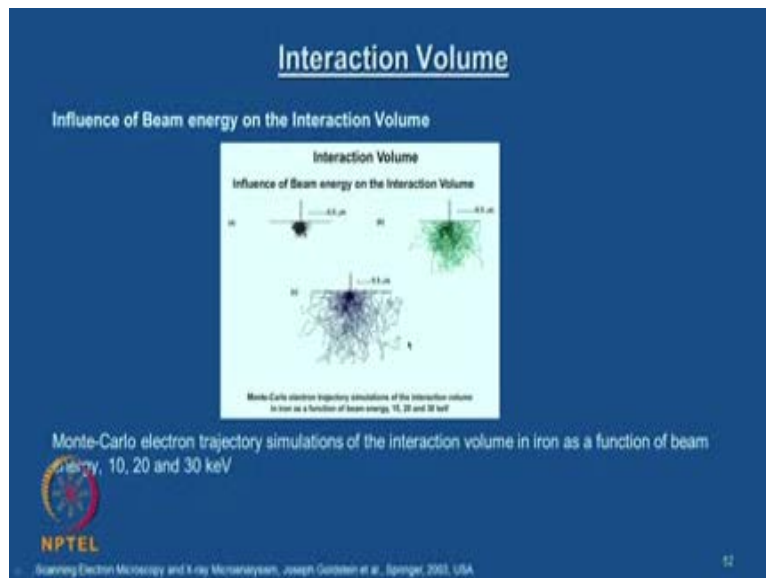 Interaction Volume
Influence of Beam energy on the Interaction Volume
Interaction Volume
Influence of Beam energy on the Interaction Volume
Monte-Carlo electron trajectory simulations of the interaction volume
in iron as a function of beam energy, 10, 20 and 30 keV
Monte-Carlo electron trajectory simulations of the interaction volume in iron as a function of beam
energy, 10, 20 and 30 keV
NPTEL
Scanning Electron Microscopy and X-ray Microanalysis, Joseph Goldstein et al., Springer, 2003, USA